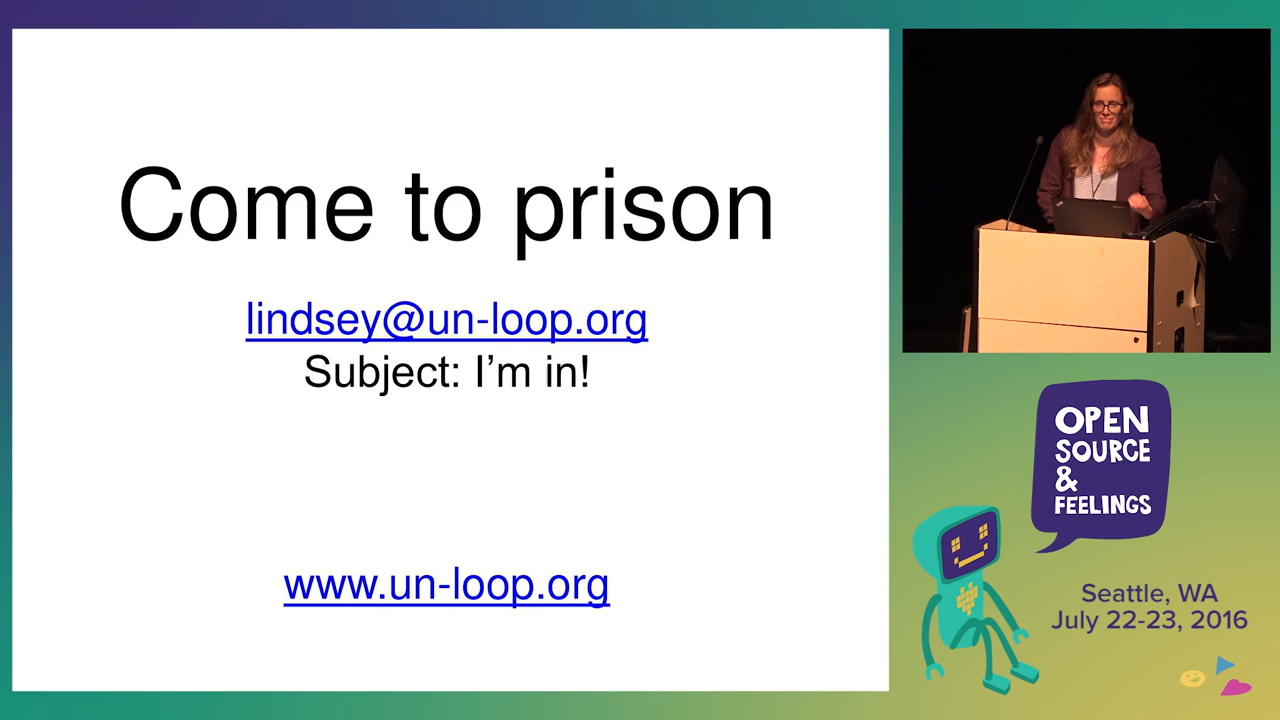 Come to prison
lindsey@un-loop.org
Subject: I'm in!
www.un-loop.org
OPEN
SOURCE
&
FEELINGS
Seattle, WA
July 22-23, 2016